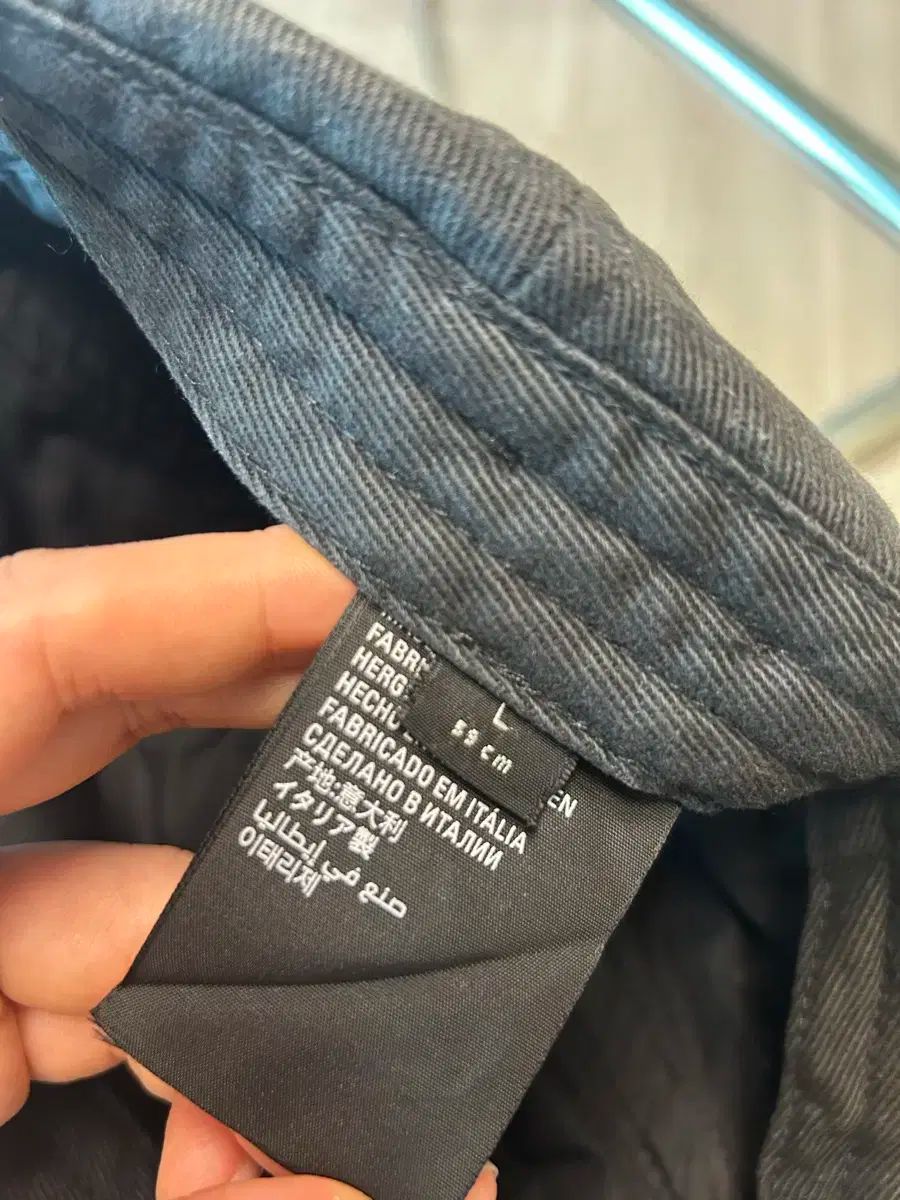 L
59 cm
FABRI
HERG
HECHO
FABRICADO EM ITÁLIA
СДЕЛАНО В ИТАЛИИ
产地:意大利
イタリア製
صنع في إيطاليا
이태리제
EN